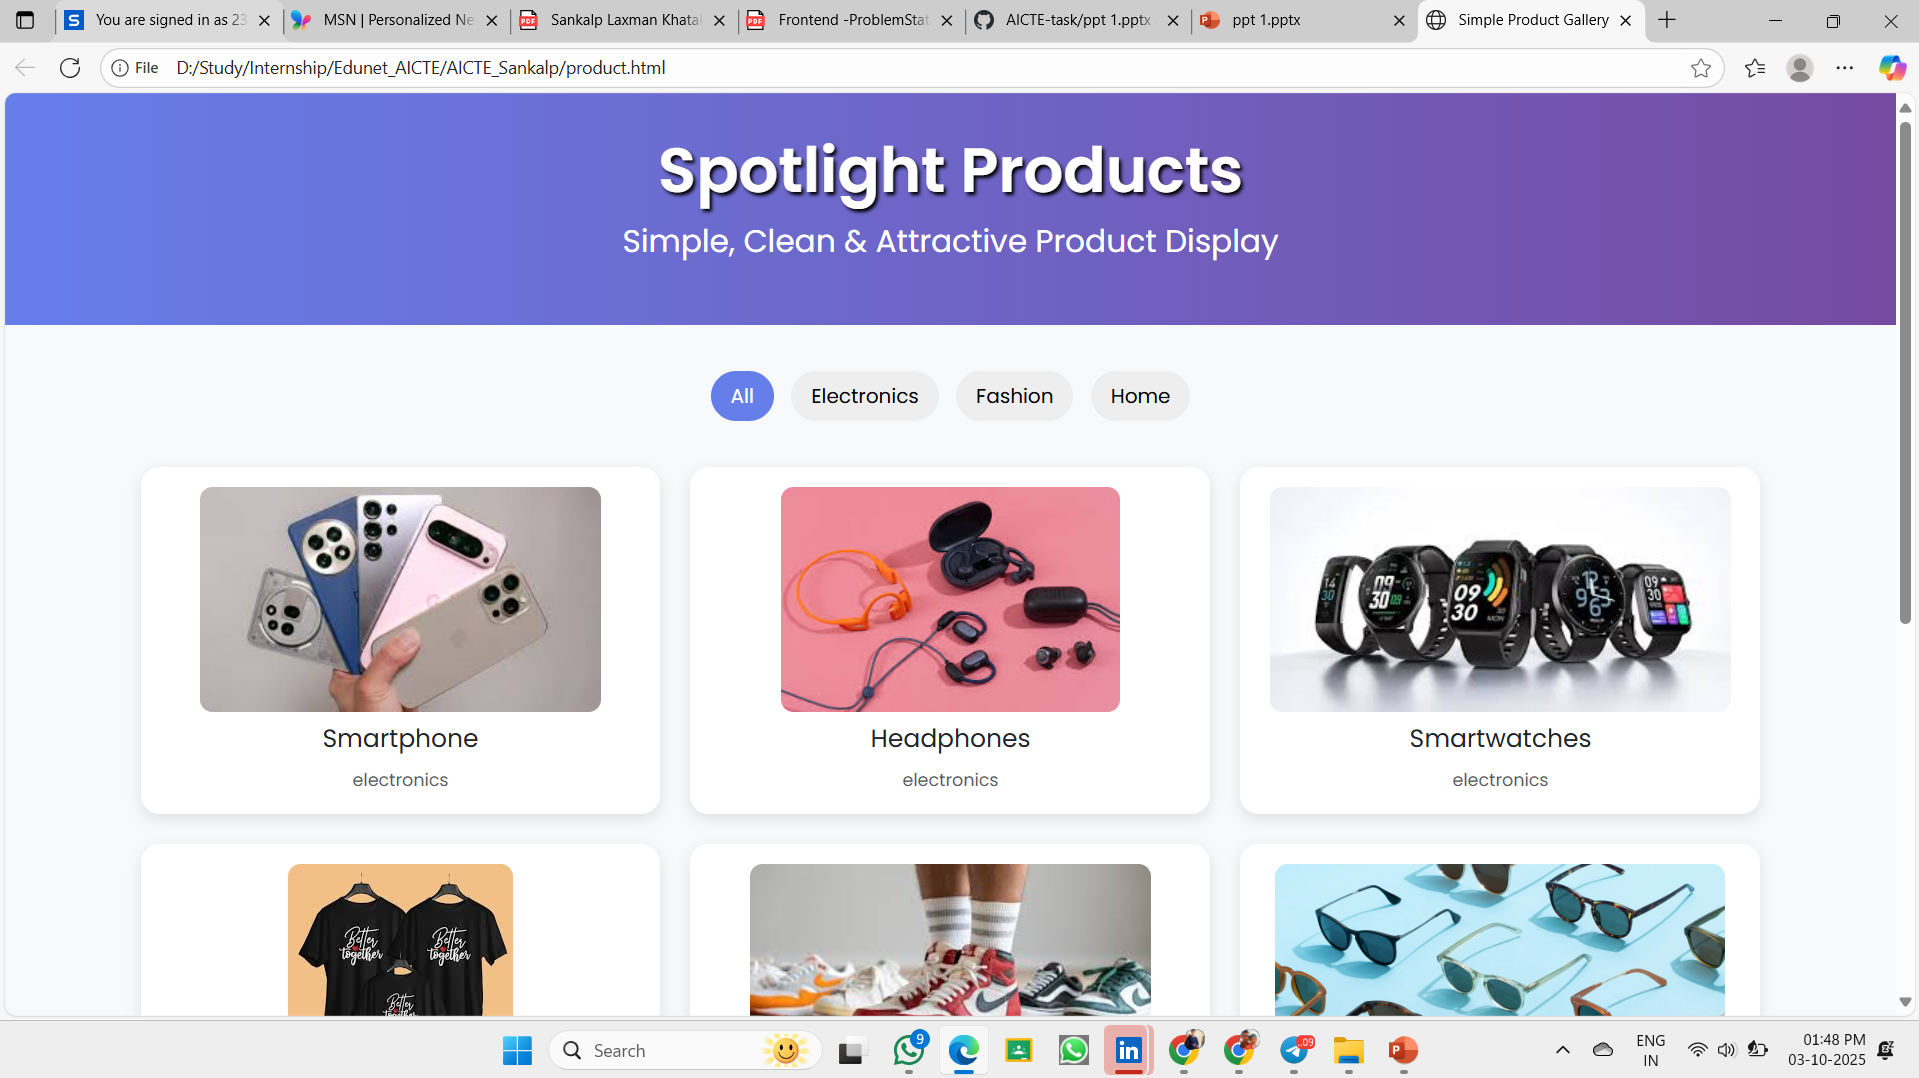 You are signed in as 23
MSN | Personalized Ne
Sankalp Laxman Khatal
Frontend -ProblemStat
AICTE-task/ppt 1.pptx
ppt 1.pptx
Simple Product Gallery
File D:/Study/Internship/Edunet_AICTE/AICTE_Sankalp/product.html
Spotlight Products
Simple, Clean & Attractive Product Display
All
Electronics
Fashion
Home
Smartphone
electronics
Headphones
electronics
Smartwatches
electronics
Better
together
Better
together
Better
together
Search
9
.09
ENG
IN
01:48 PM
03-10-2025